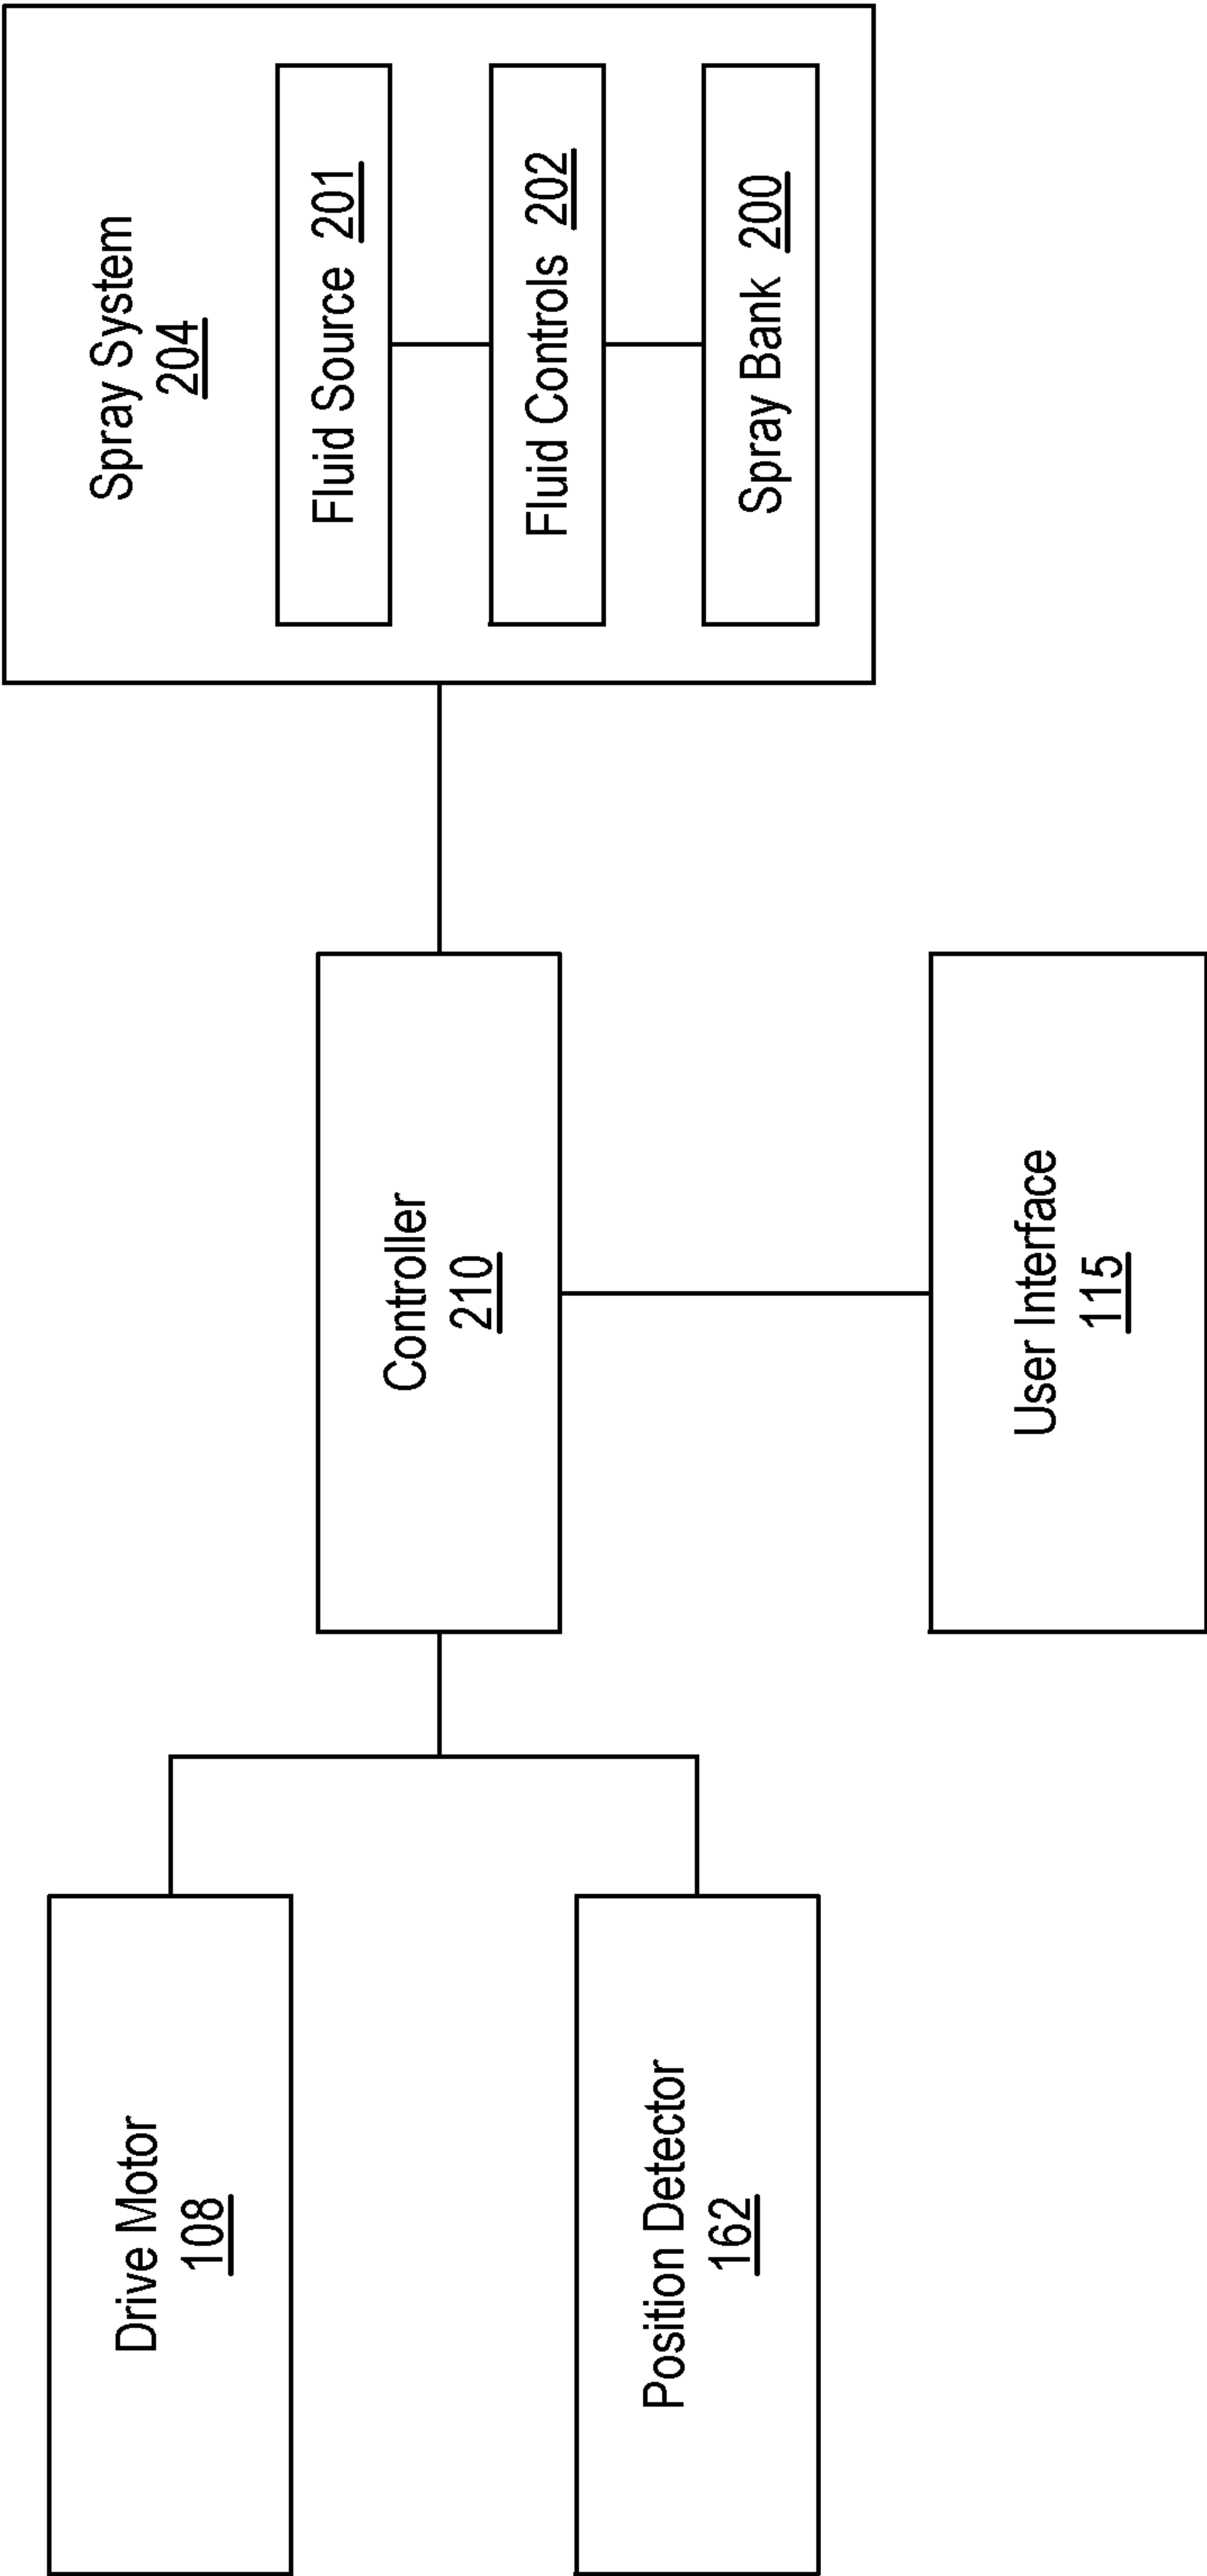 Drive Motor
108
Position Detector
162
Controller
210
User Interface
115
Spray System
204
Fluid Source 201
Fluid Controls 202
Spray Bank 200